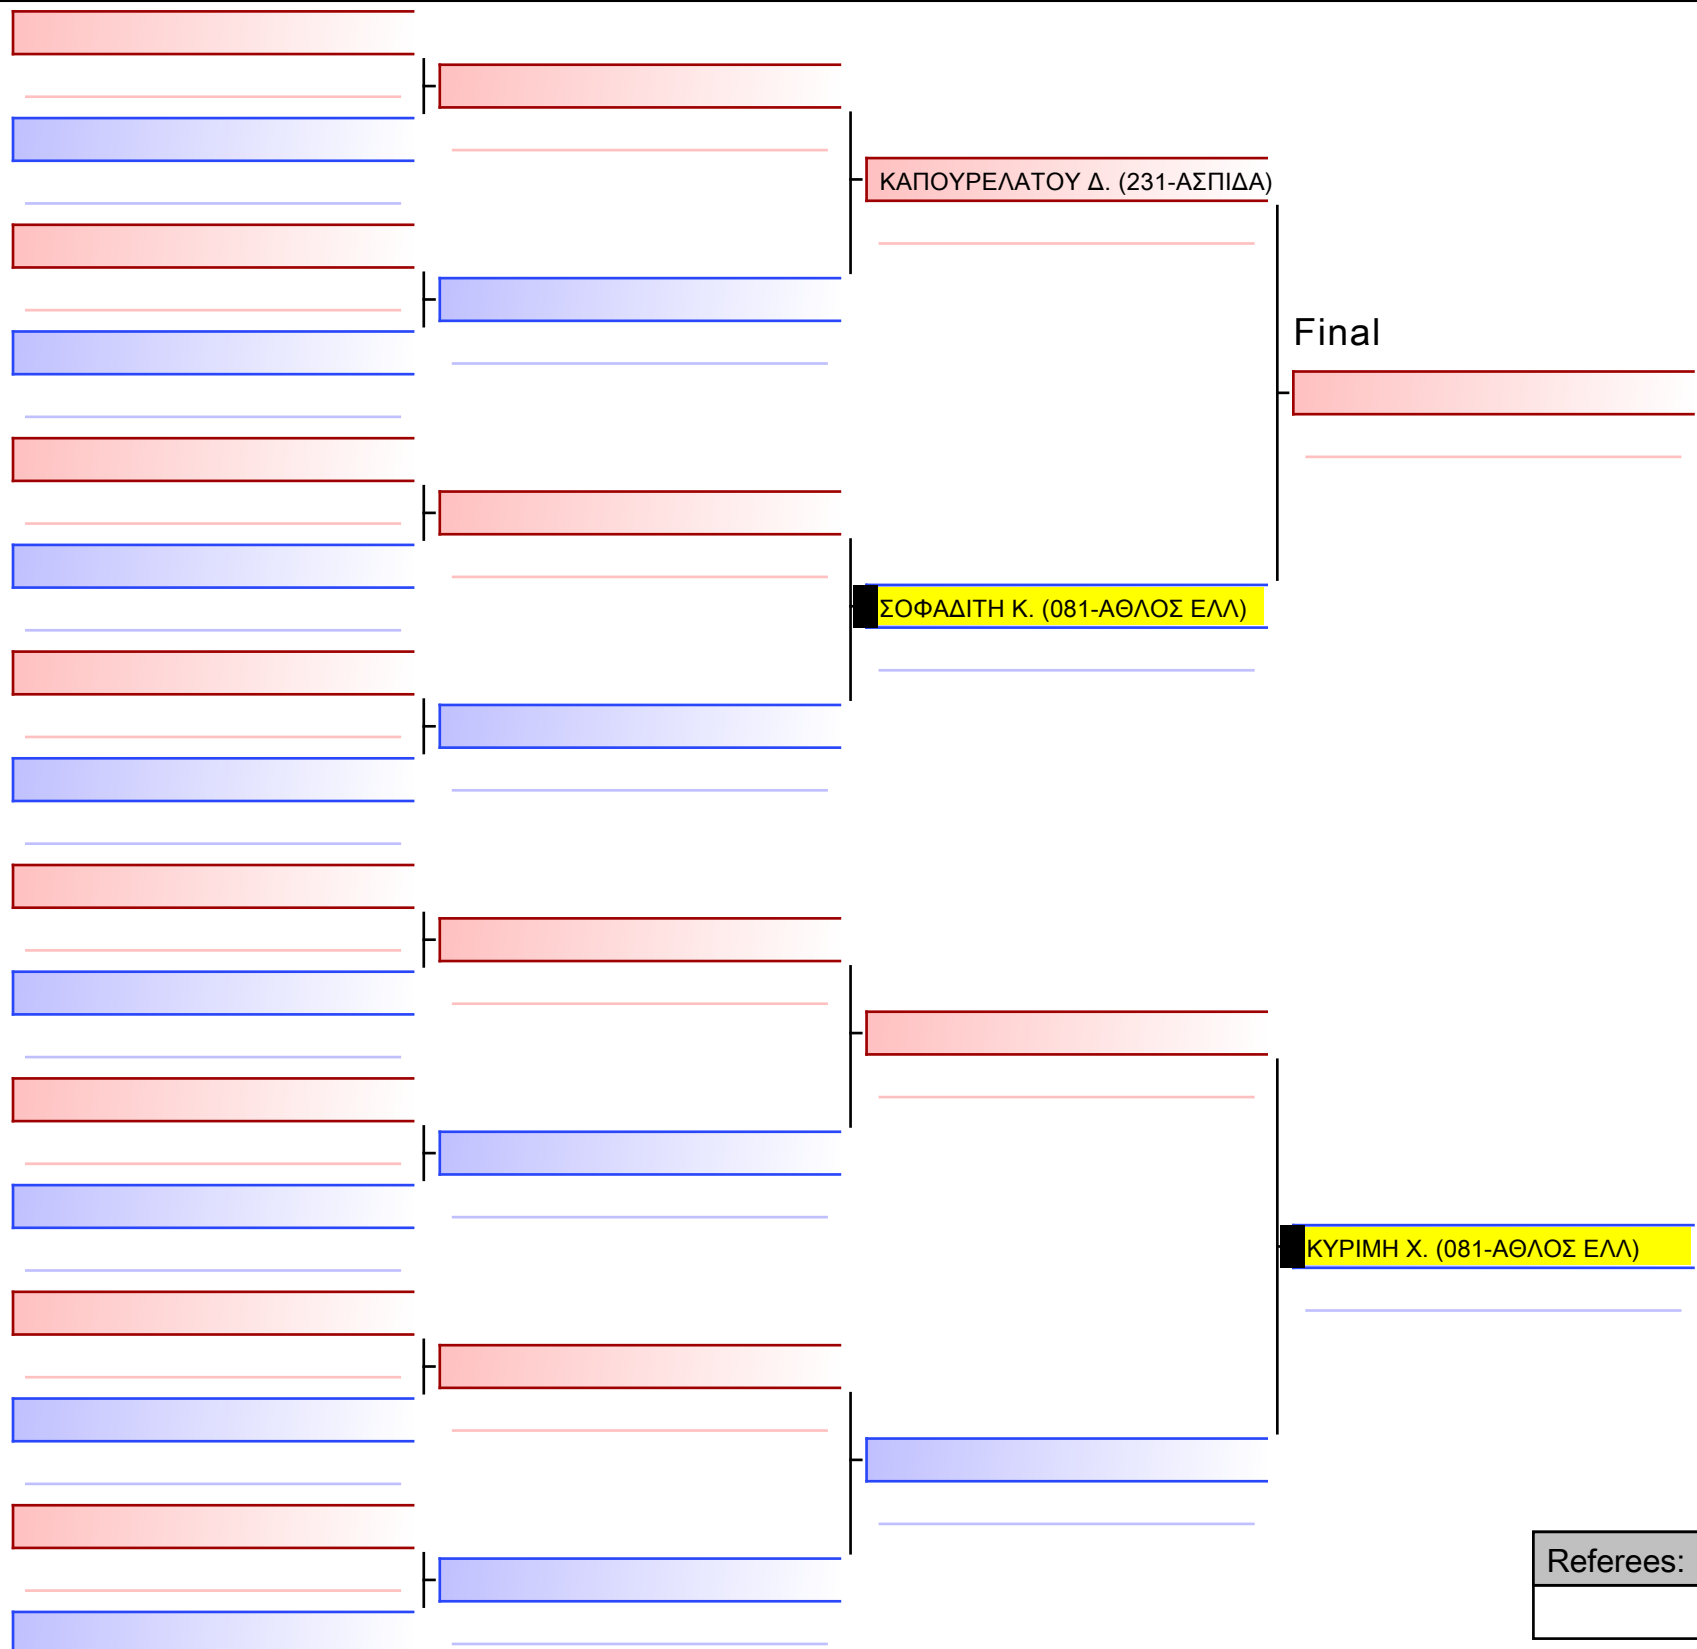 ΚΑΠΟΥΡΕΛΑΤΟΥ Δ. (231-ΑΣΠΙΔΑ)
Final
ΣΟΦΑΔΙΤΗ Κ. (081-ΑΘΛΟΣ ΕΛΛ)
ΚΥΡΙΜΗ Χ. (081-ΑΘΛΟΣ ΕΛΛ)
Referees: